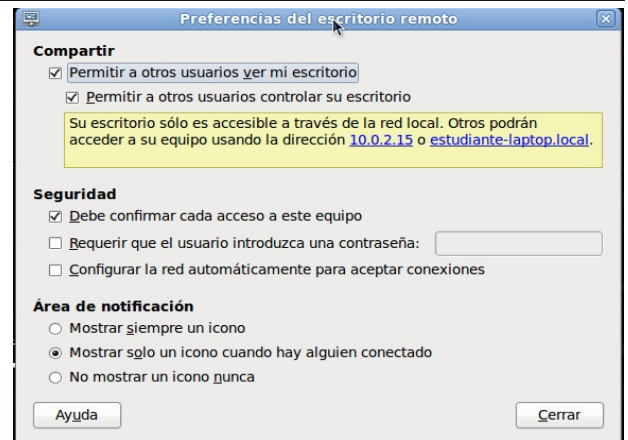 Preferencias del escritorio remoto
Compartir
Permitir a otros usuarios ver mi escritorio
Permitir a otros usuarios controlar su escritorio
Su escritorio sólo es accesible a través de la red local. Otros podrán
acceder a su equipo usando la dirección 10.0.2.15 o estudiante-laptop.local.
Seguridad
Debe confirmar cada acceso a este equipo
Requerir que el usuario introduzca una contraseña:
Configurar la red automáticamente para aceptar conexiones
Área de notificación
Mostrar siempre un icono
Mostrar solo un icono cuando hay alguien conectado
No mostrar un icono nunca
Ayuda Cerrar